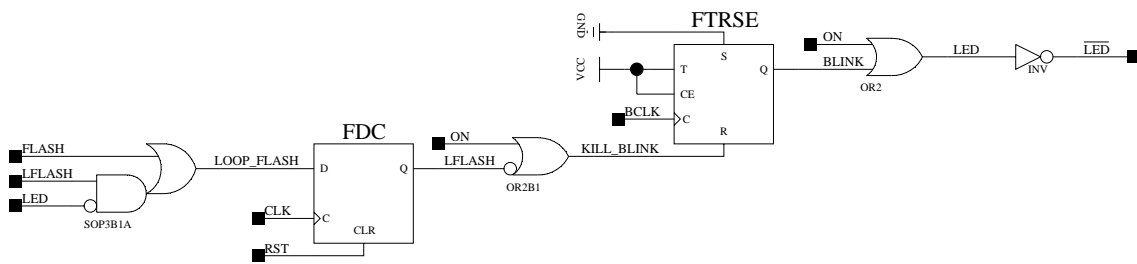 FTRSE
GND
VCC
S
T
CE
C
Q
R
BCLK
ON
BLINK
OR2
LED
INV
LED
FDC
FLASH
LFLASH
LED
SOP3B1A
LOOP_FLASH
D
Q
C
CLR
CLK
RST
ON
LFLASH
OR2B1
KILL_BLINK